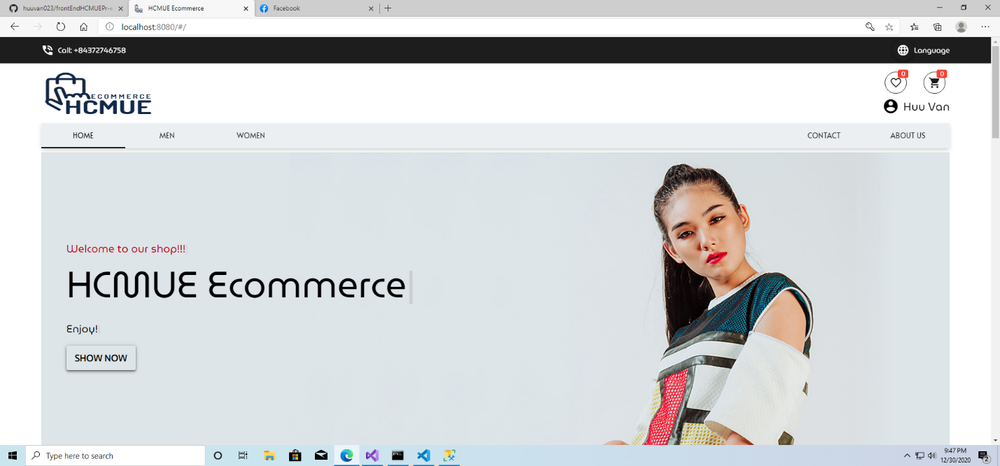 huuvan023/frontEndHCMUEPr-e
HCMUE Ecommerce
Facebook
localhost:8080/#/
Call: +84372746758
Language
ECOMMERCE
HCMUE
0
0
Huu Van
HOME
MEN
WOMEN
CONTACT
ABOUT US
Welcome to our shop!!!
HCMUE Ecommerce
Enjoy!
SHOW NOW
Type here to search
9:47 PM
12/30/2020
2